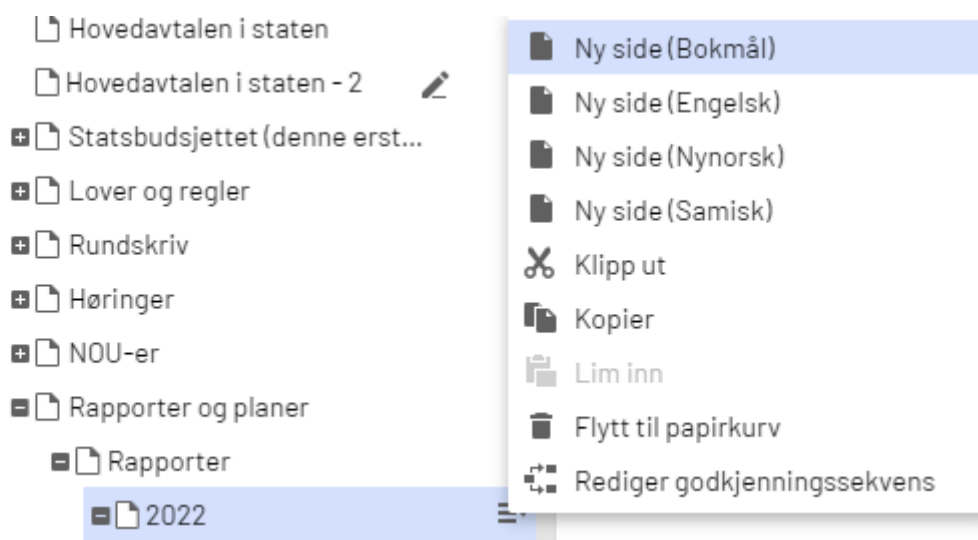 Hovedavtalen i staten
Hovedavtalen i staten - 2
Statsbudsjettet (denne erst...
Lover og regler
Rundskriv
Høringer
NOU-er
Rapporter og planer
Rapporter
2022
Ny side (Bokmål)
Ny side (Engelsk)
Ny side (Nynorsk)
Ny side (Samisk)
Klipp ut
Kopier
Lim inn
Flytt til papirkurv
Rediger godkjenningssekvens